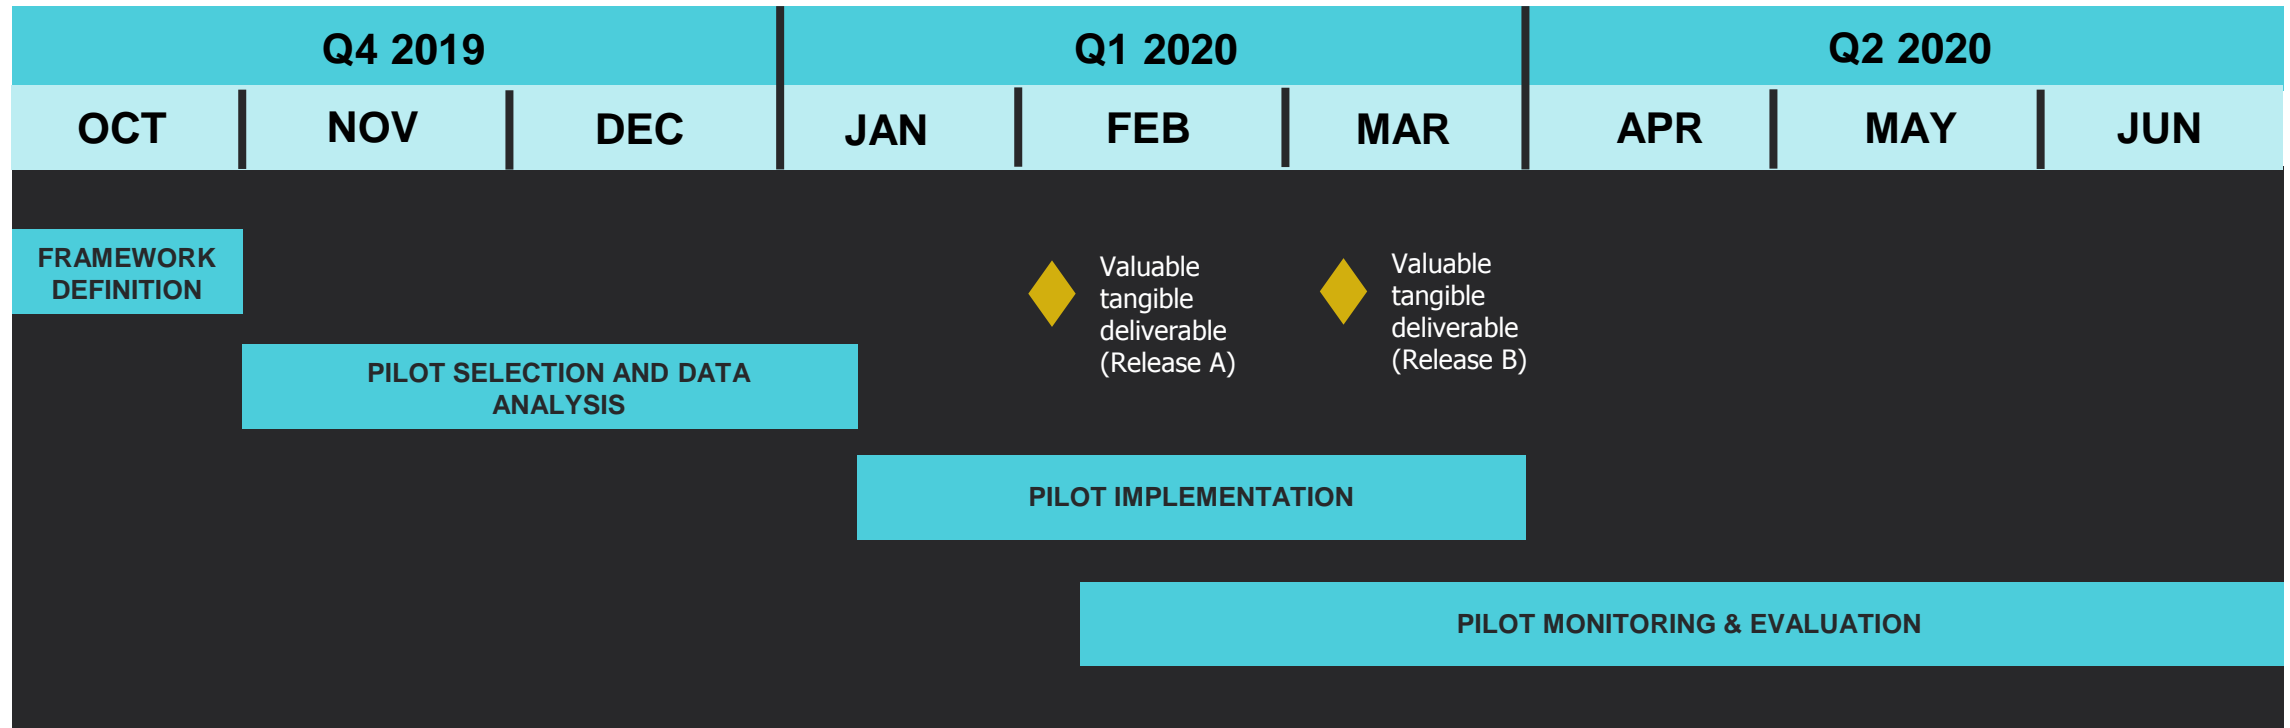 Q4 2019
Q1 2020
Q2 2020
OCT
NOV
DEC
JAN
FEB
MAR
APR
MAY
JUN
FRAMEWORK
DEFINITION
Valuable
tangible
deliverable
(Release A)
Valuable
tangible
deliverable
(Release B)
PILOT SELECTION AND DATA
ANALYSIS
PILOT IMPLEMENTATION
PILOT MONITORING & EVALUATION